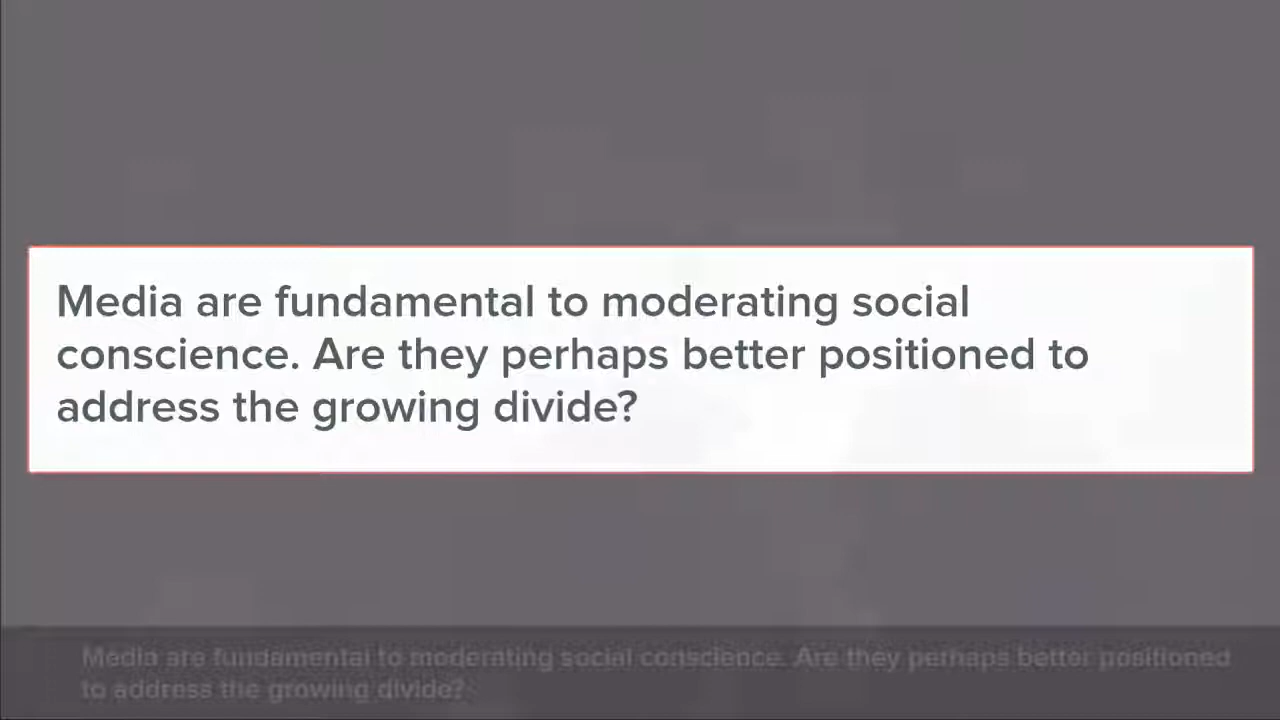 Media are fundamental to moderating social
conscience. Are they perhaps better positioned to
address the growing divide?
Media are fundamental to moderating social conscience. Are they perhaps better positioned
to address the growing divide?